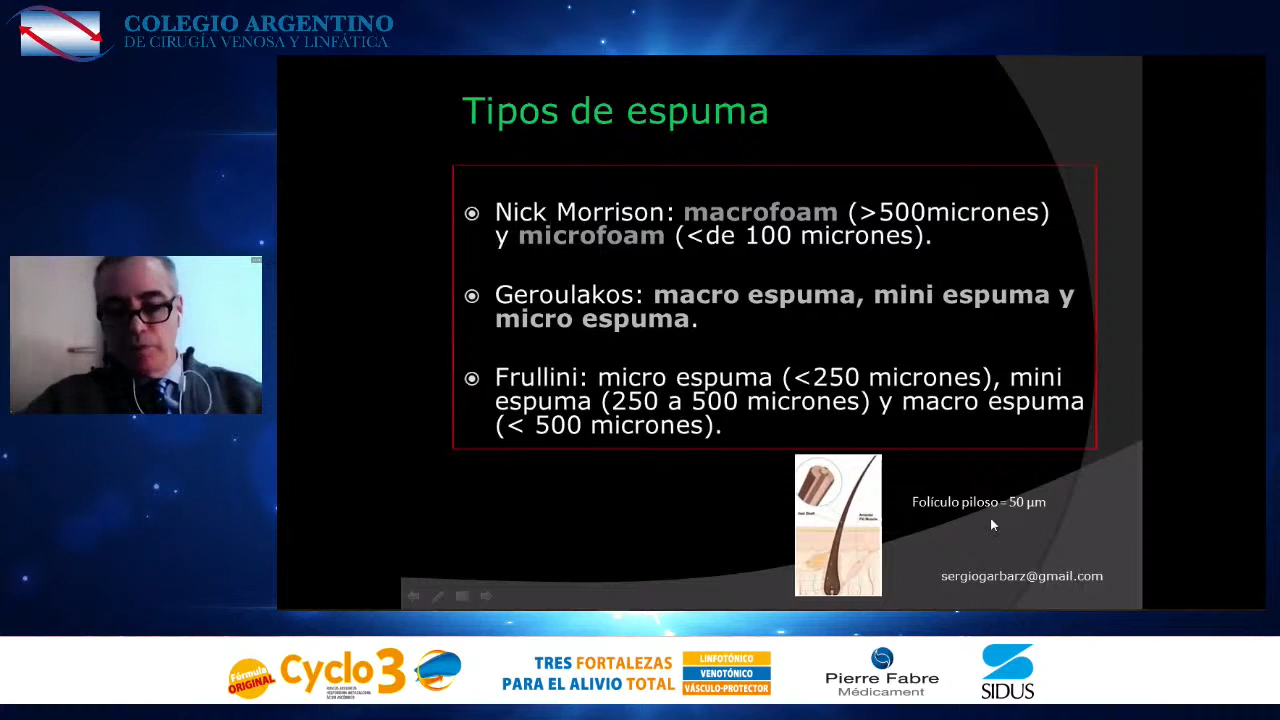 COLEGIO ARGENTINO
DE CIRUGÍA VENOSA Y LINFÁTICA
Tipos de espuma
Nick Morrison: macrofoam (>500micrones)
y microfoam (<de 100 micrones).
Geroulakos: macro espuma, mini espuma y
micro espuma.
Frullini: micro espuma (<250 micrones), mini
espuma (250 a 500 micrones) y macro espuma
(< 500 micrones).
Folículo piloso = 50 µm
sergiogarbarz@gmail.com
Fórmula
ORIGINAL
Cyclo 3
TRES FORTALEZAS
PARA EL ALIVIO TOTAL
LINFOTÓNICO
VENOTÓNICO
VÁSCULO-PROTECTOR
Pierre Fabre
Médicament
SIDUS